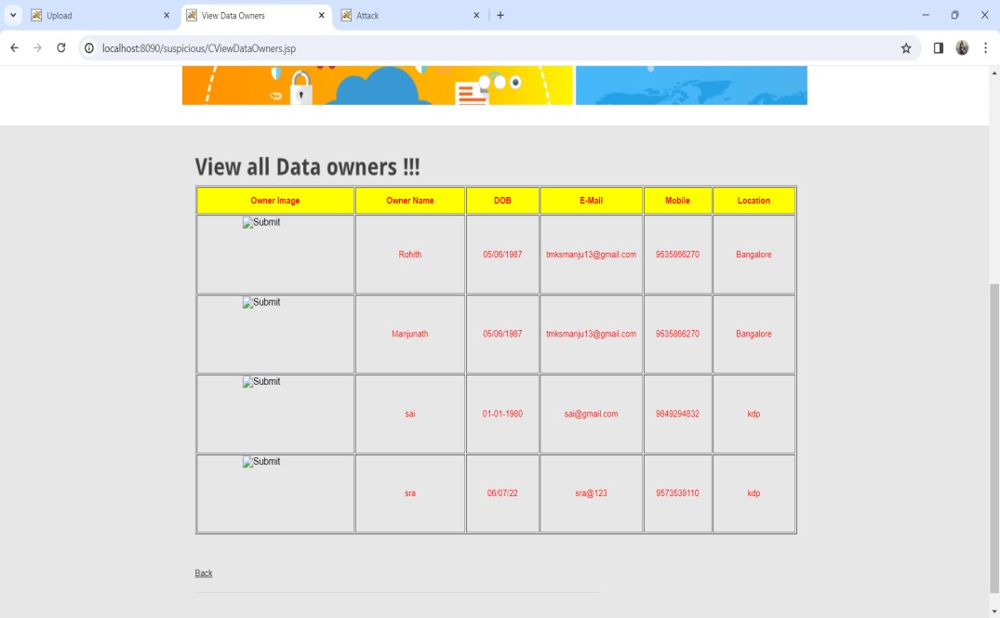 Upload
View Data Owners
Attack
localhost:8090/suspicious/CViewDataOwners.jsp
View all Data owners !!!
Owner Image Owner Name DOB E-Mail Mobile Location
Submit
Rohith 05/06/1987 tmksmanju13@gmail.com 9535866270 Bangalore
Submit
Manjunath 05/06/1987 tmksmanju13@gmail.com 9535866270 Bangalore
Submit
sai 01-01-1980 sai@gmail.com 9849294832 kdp
Submit
sra 06/07/22 sra@123 9573539110 kdp
Back